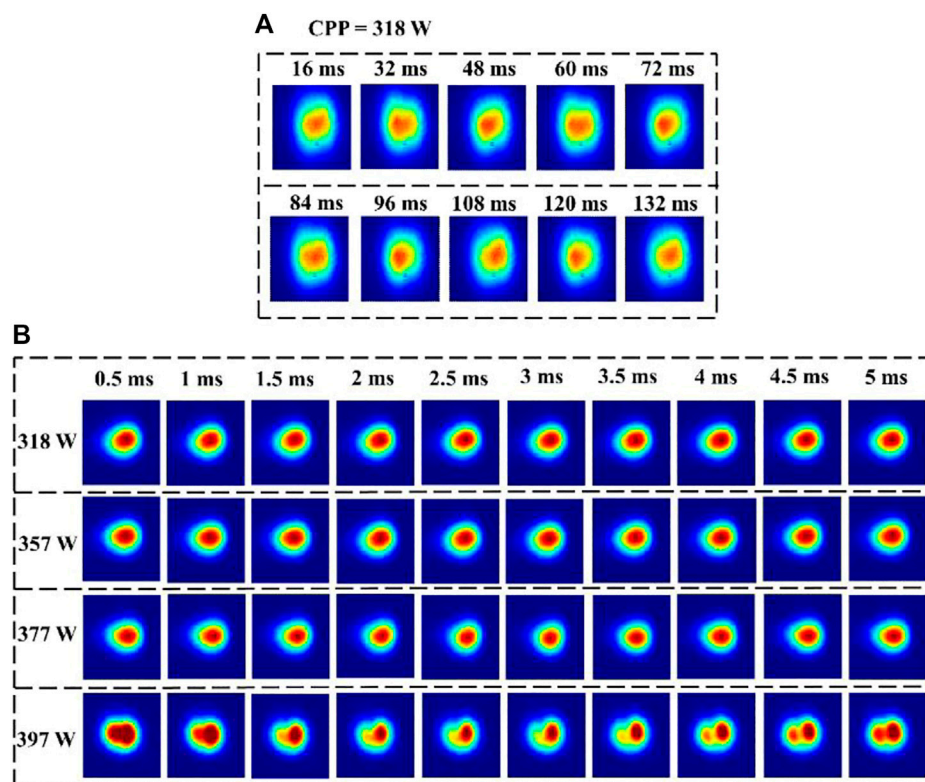 A CPP = 318 W
16 ms 32 ms 48 ms 60 ms 72 ms
84 ms 96 ms 108 ms 120 ms 132 ms
B
0.5 ms 1 ms 1.5 ms 2 ms 2.5 ms 3 ms 3.5 ms 4 ms 4.5 ms 5 ms
318 W
357 W
377 W
397 W